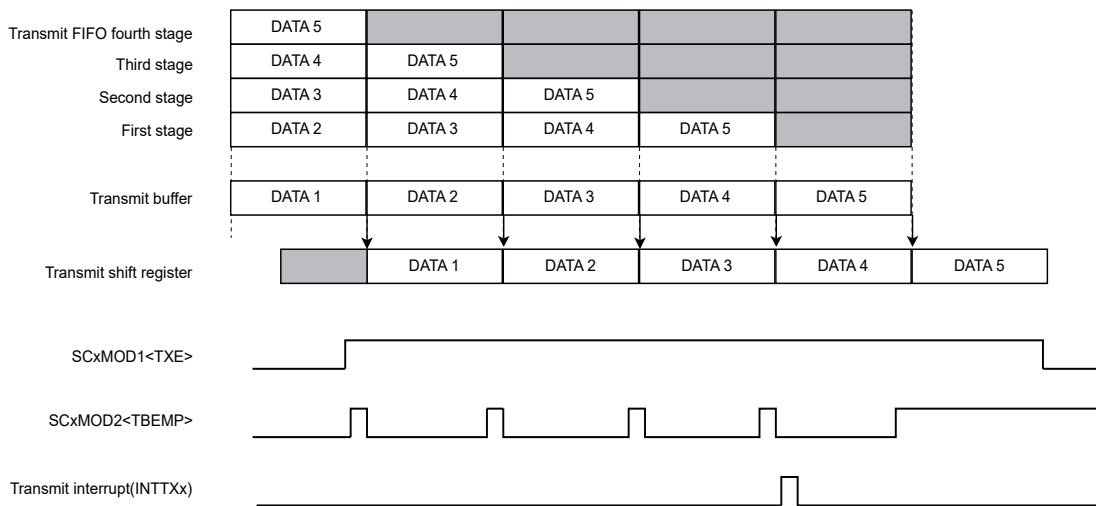 Transmit FIFO fourth stage DATA 5
Third stage DATA 4 DATA 5
Second stage DATA 3 DATA 4 DATA 5
First stage DATA 2 DATA 3 DATA 4 DATA 5
Transmit buffer DATA 1 DATA 2 DATA 3 DATA 4 DATA 5
Transmit shift register DATA 1 DATA 2 DATA 3 DATA 4 DATA 5
SCxMOD1<TXE>
SCxMOD2<TBEMP>
Transmit interrupt(INTTXx)